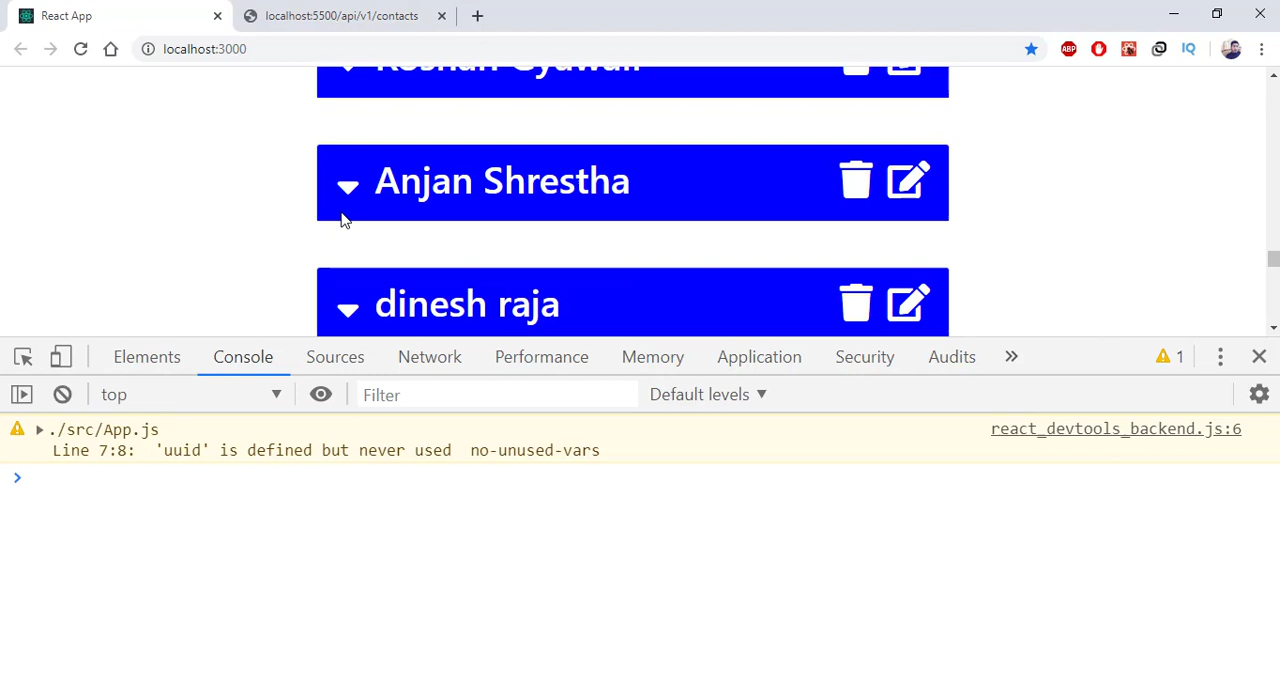 React App
localhost:5500/api/v1/contacts
localhost:3000
ABP
IQ
Anjan Shrestha
dinesh raja
Elements Console Sources Network Performance Memory Application Security Audits 1
top Filter Default levels
./src/App.js react_devtools_backend.js:6
Line 7:8: 'uuid' is defined but never used no-unused-vars